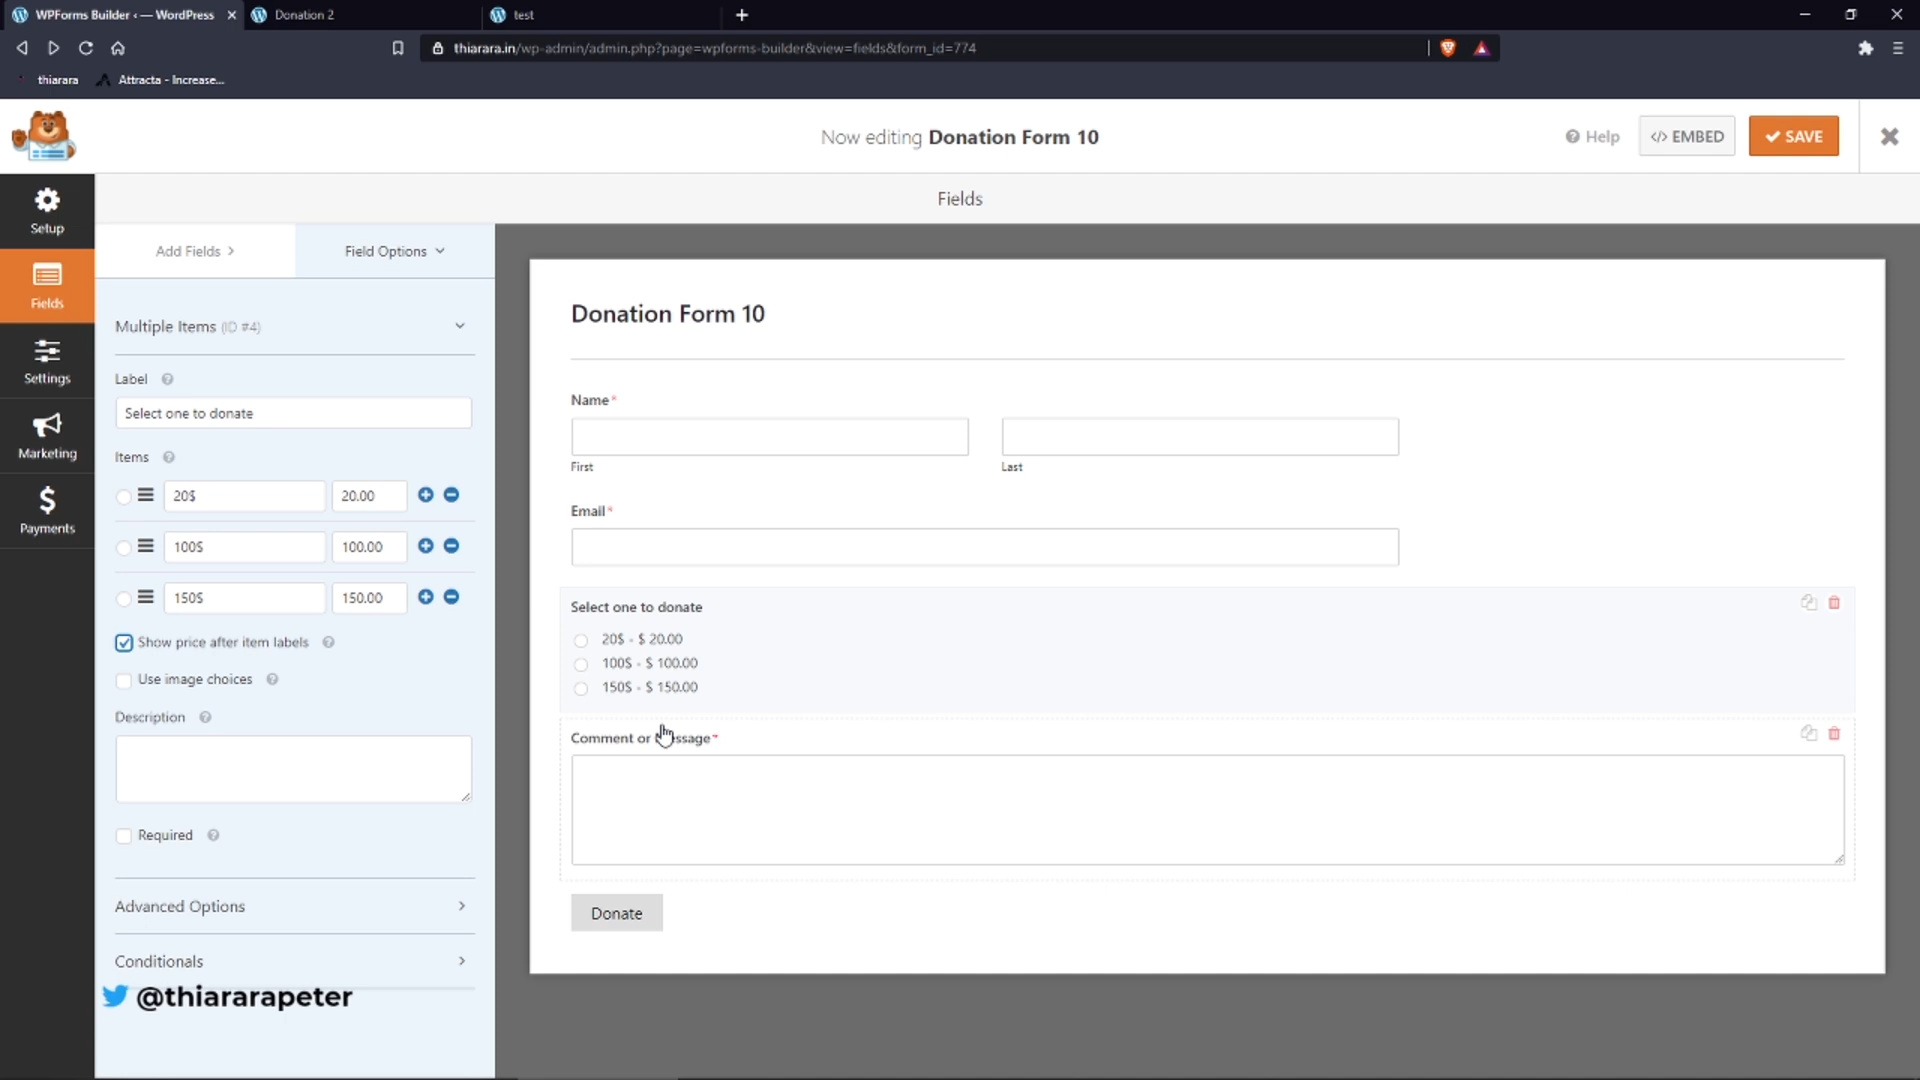 WPForms Builder ‹ — WordPress
Donation 2
test
thiarara.in/wp-admin/admin.php?page=wpforms-builder&view=fields&form_id=774
thiarara
Attracta - Increase...
Now editing Donation Form 10
Help
</> EMBED
SAVE
Setup
Fields
Settings
Marketing
Payments
Fields
Add Fields
Field Options
Multiple Items (ID #4)
Label
Select one to donate
Items
20$
20.00
100$
100.00
150$
150.00
Show price after item labels
Use image choices
Description
Required
Advanced Options
Conditionals
@thiararapeter
Donation Form 10
Name*
First
Last
Email*
Select one to donate
20$ - $ 20.00
100$ - $ 100.00
150$ - $ 150.00
Comment or
Donate